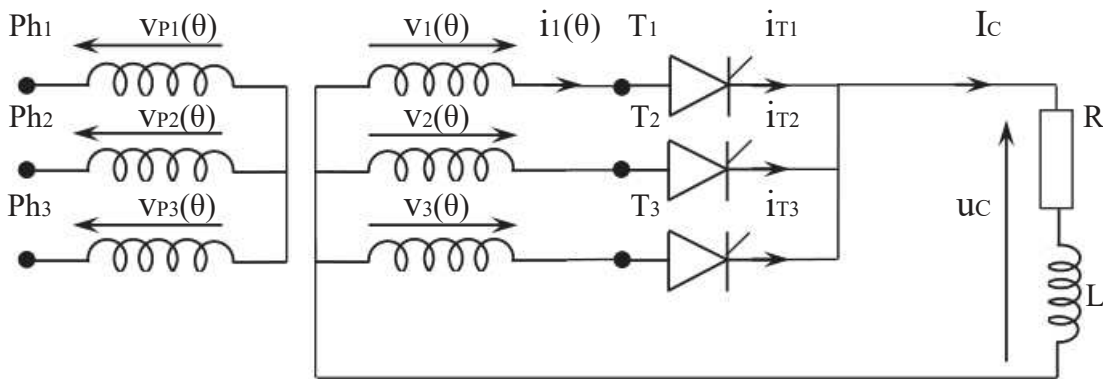 Ph1 vP1(θ) v1(θ) i1(θ) T1 iT1 IC
Ph2 vP2(θ) v2(θ) T2 iT2 R
Ph3 vP3(θ) v3(θ) T3 iT3 uC
L